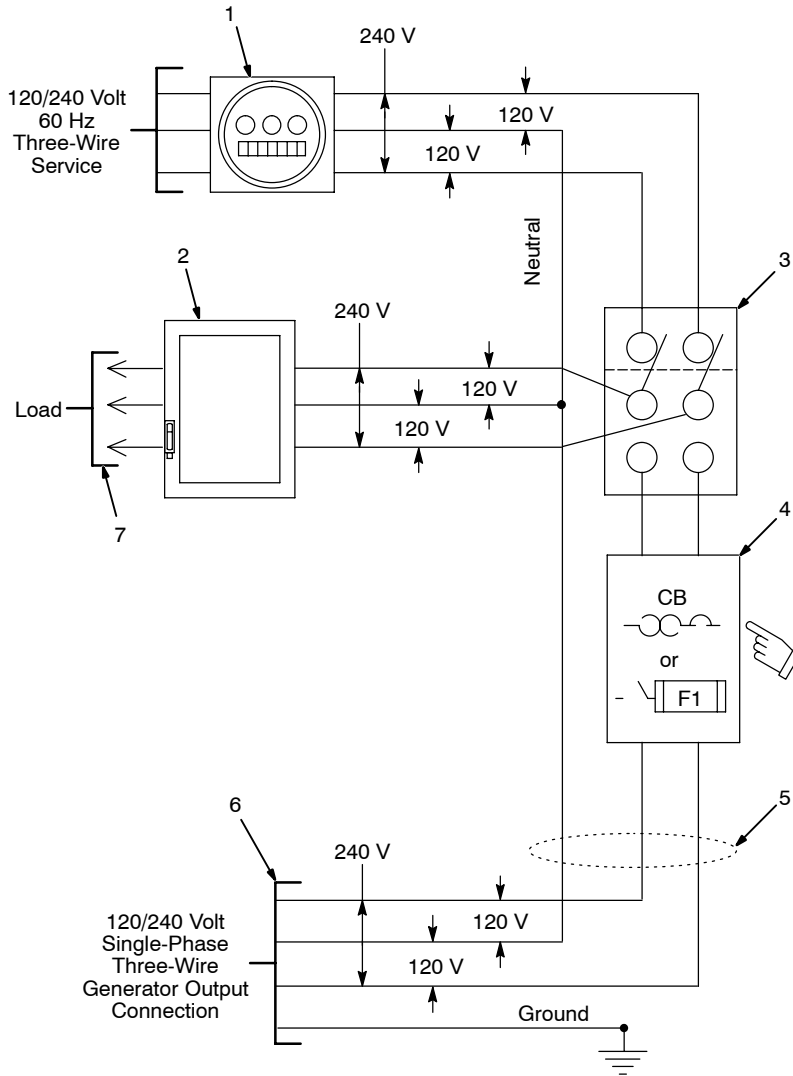 1
240 V
120/240 Volt
60 Hz
Three-Wire
Service
120 V
120 V
Neutral
2
3
240 V
Load
120 V
120 V
7
4
CB
or
F1
5
6
240 V
120/240 Volt
Single-Phase
Three-Wire
Generator Output
Connection
120 V
120 V
Ground